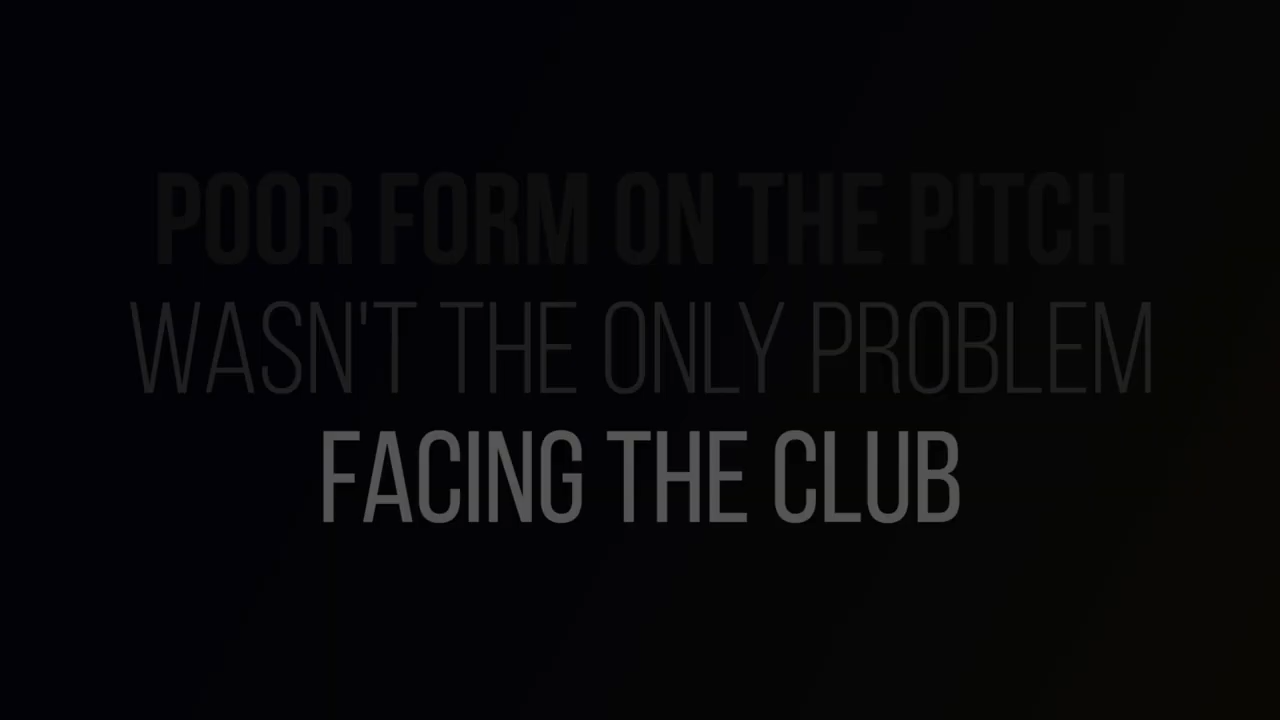 POOR FORM ON THE PITCH
WASN'T THE ONLY PROBLEM
FACING THE CLUB